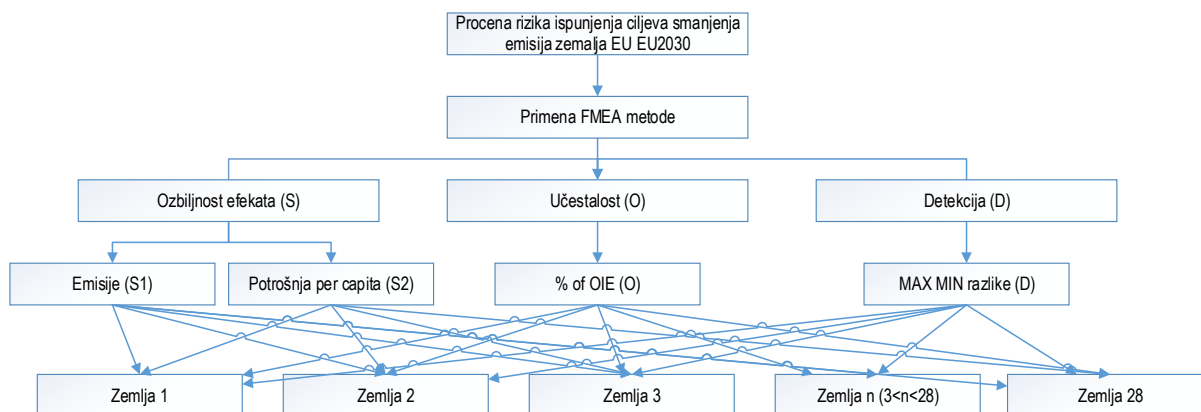 Procena rizika ispunjenja ciljeva smanjenja
emisija zemalja EU EU2030
Primena FMEA metode
Ozbiljnost efekata (S)
Učestalost (O)
Detekcija (D)
Emisije (S1)
Potrošnja per capita (S2)
% of OIE (O)
MAX MIN razlike (D)
Zemlja 1
Zemlja 2
Zemlja 3
Zemlja n (3<n<28)
Zemlja 28